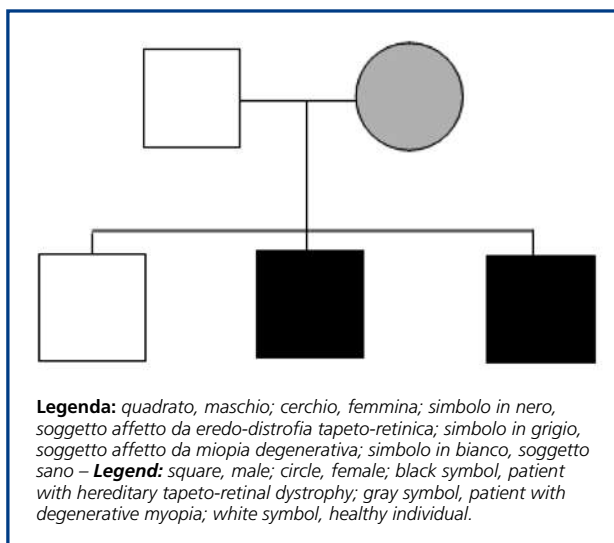 Legenda: quadrato, maschio; cerchio, femmina; simbolo in nero,
soggetto affetto da eredo-distrofia tapeto-retinica; simbolo in grigio,
soggetto affetto da miopia degenerativa; simbolo in bianco, soggetto
sano – Legend: square, male; circle, female; black symbol, patient
with hereditary tapeto-retinal dystrophy; gray symbol, patient with
degenerative myopia; white symbol, healthy individual.